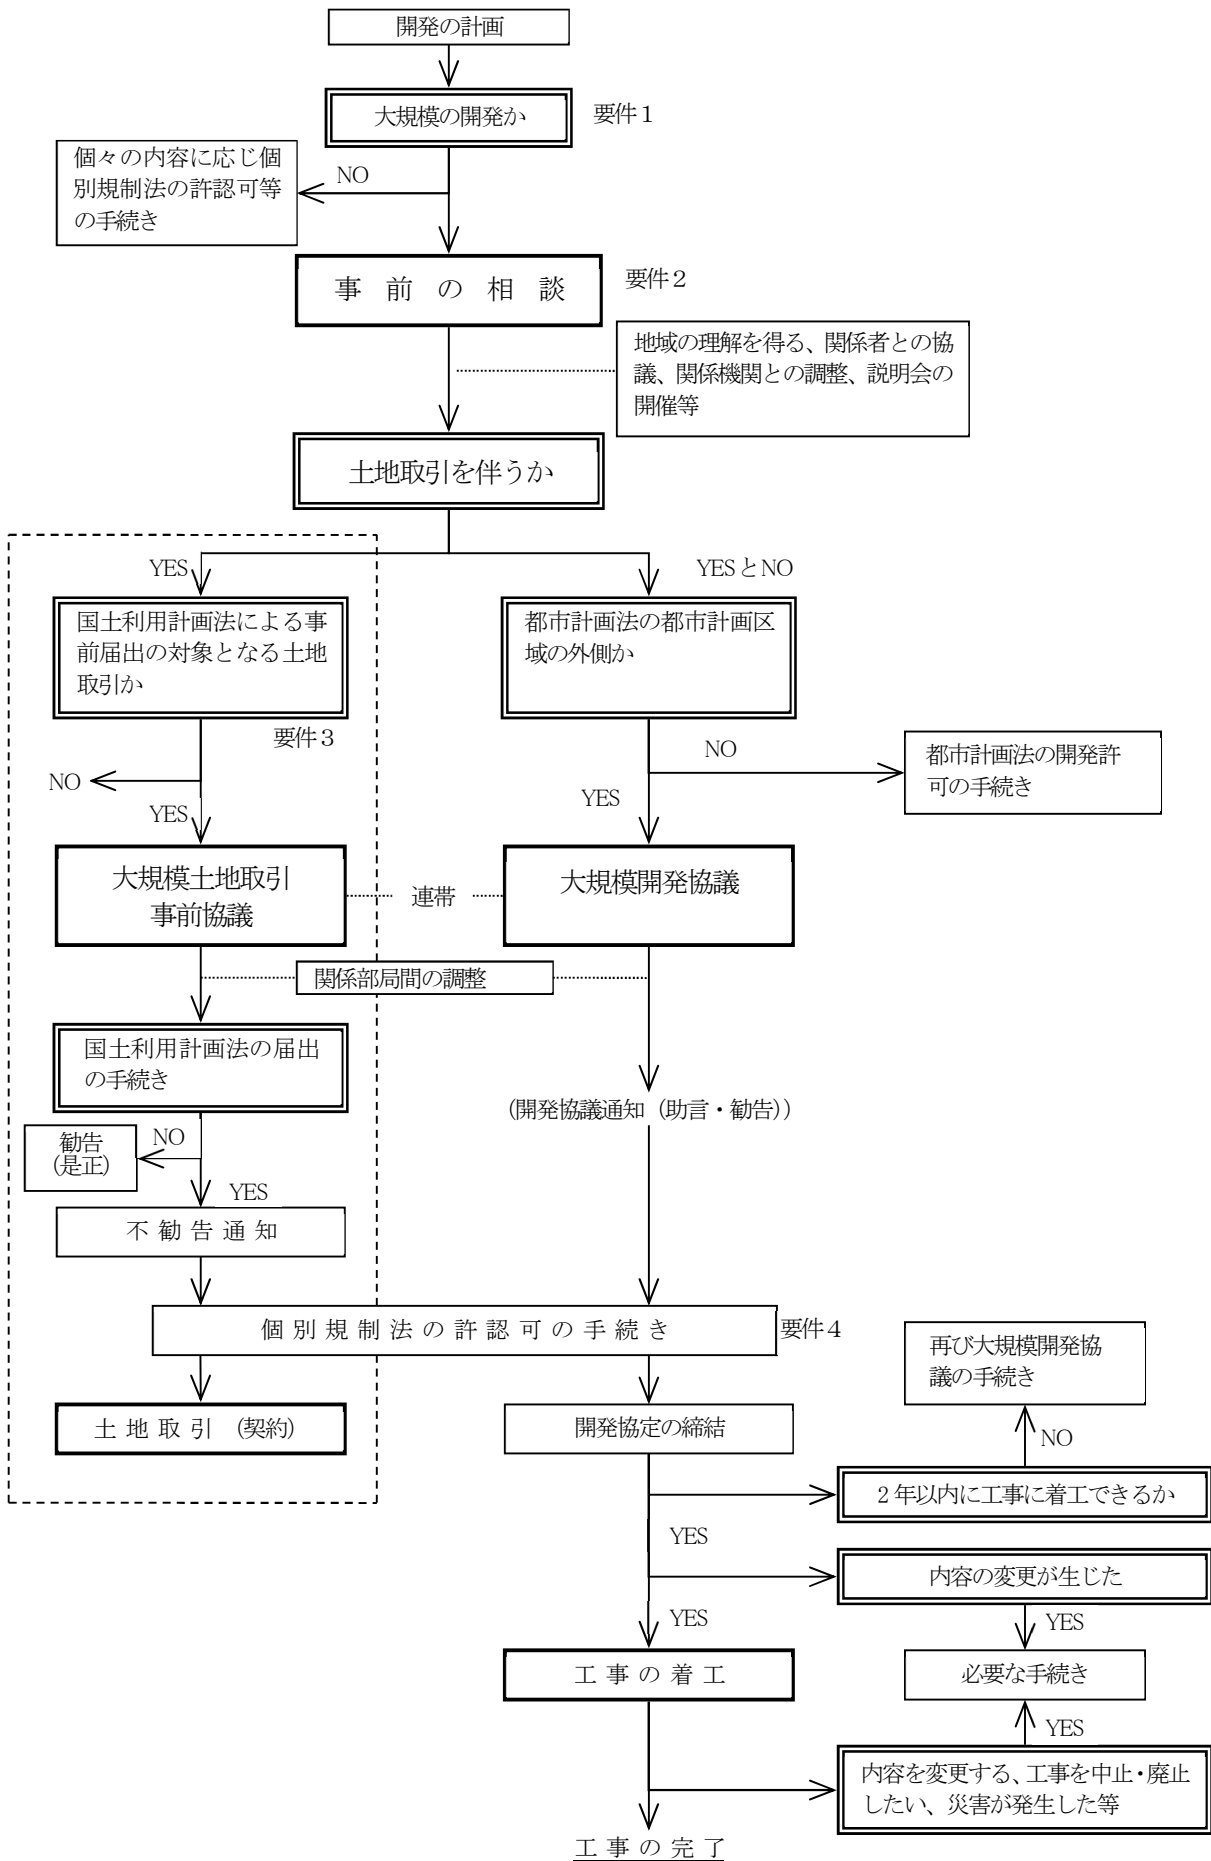 開発の計画
大規模の開発か
要件1
個々の内容に応じ個
別規制法の許認可等
の手続き
NO
事前の相談
要件2
地域の理解を得る、関係者との協
議、関係機関との調整、説明会の
開催等
土地取引を伴うか
YES
YESとNO
国土利用計画法による事
前届出の対象となる土地
取引か
都市計画法の都市計画区
域の外側か
要件3
NO
都市計画法の開発許
可の手続き
NO
YES
YES
大規模土地取引
事前協議
連帯
大規模開発協議
関係部局間の調整
国土利用計画法の届出
の手続き
(開発協議通知(助言・勧告))
勧告
(是正)
NO
YES
不勧告通知
個別規制法の許認可の手続き
要件4
再び大規模開発協
議の手続き
土地取引(契約)
開発協定の締結
NO
2年以内に工事に着工できるか
YES
内容の変更が生じた
YES
YES
工事の着工
必要な手続き
YES
内容を変更する、工事を中止・廃止
したい、災害が発生した等
工事の完了